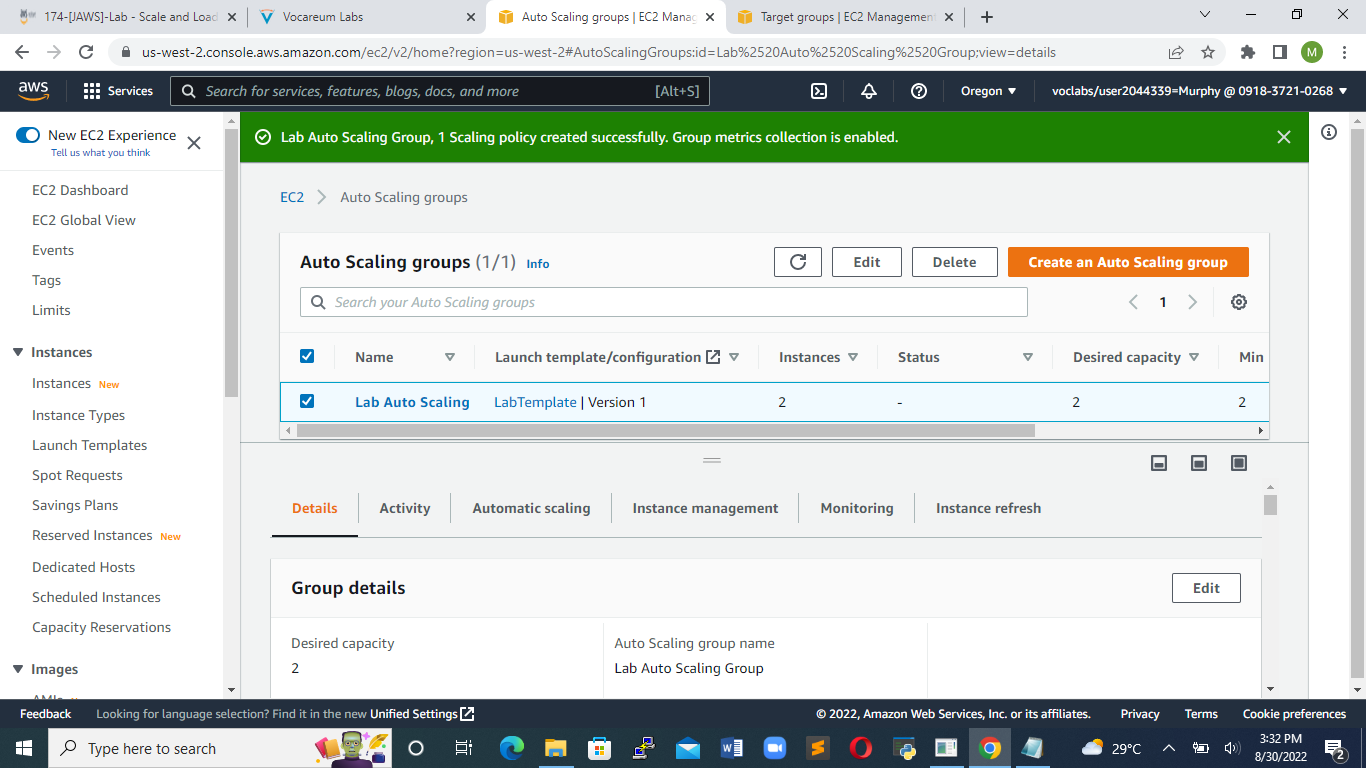 174-[JAWS]-Lab - Scale and Load
Vocareum Labs
Auto Scaling groups | EC2 Manag
Target groups | EC2 Management
us-west-2.console.aws.amazon.com/ec2/v2/home?region=us-west-2#AutoScalingGroups:id=Lab%2520Auto%2520Scaling%2520Group;view=details
M
aws
Services
Search for services, features, blogs, docs, and more
[Alt+S]
Oregon
voclabs/user2044339=Murphy @ 0918-3721-0268
New EC2 Experience
Tell us what you think
EC2 Dashboard
EC2 Global View
Events
Tags
Limits
Instances
Instances New
Instance Types
Launch Templates
Spot Requests
Savings Plans
Reserved Instances New
Dedicated Hosts
Scheduled Instances
Capacity Reservations
Images
Lab Auto Scaling Group, 1 Scaling policy created successfully. Group metrics collection is enabled.
EC2 Auto Scaling groups
Auto Scaling groups (1/1) Info
Edit
Delete
Create an Auto Scaling group
Search your Auto Scaling groups
1
Name Launch template/configuration Instances Status Desired capacity Min
Lab Auto Scaling LabTemplate | Version 1 2 - 2 2
Details Activity Automatic scaling Instance management Monitoring Instance refresh
Group details
Edit
Desired capacity
2
Auto Scaling group name
Lab Auto Scaling Group
Feedback Looking for language selection? Find it in the new Unified Settings
© 2022, Amazon Web Services, Inc. or its affiliates. Privacy Terms Cookie preferences
Type here to search
29°C
3:32 PM
8/30/2022
2